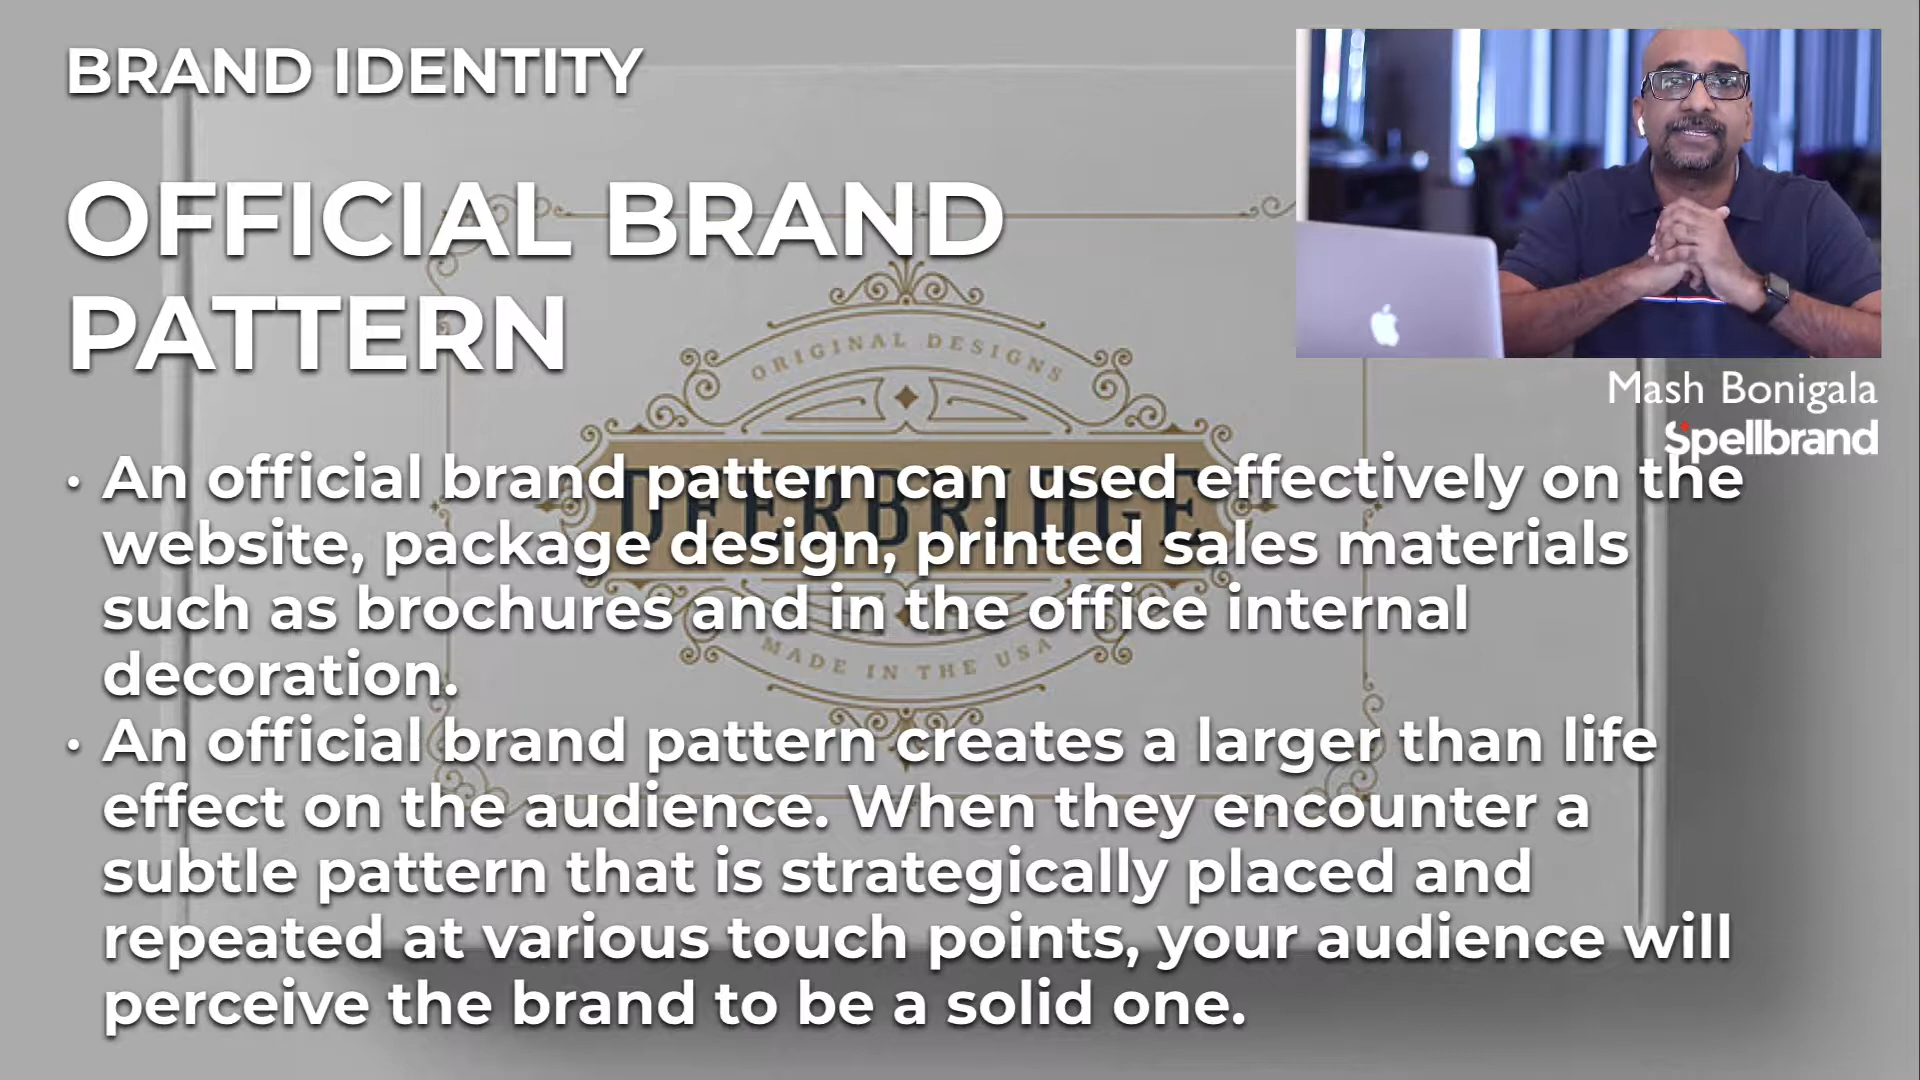 BRAND IDENTITY
OFFICIAL BRAND
PATTERN
ORIGINAL DESIGNS
DEERBRIDGE
MADE IN THE USA
Mash Bonigala
Spellbrand
• An official brand pattern can used effectively on the
website, package design, printed sales materials
such as brochures and in the office internal
decoration.
• An official brand pattern creates a larger than life
effect on the audience. When they encounter a
subtle pattern that is strategically placed and
repeated at various touch points, your audience will
perceive the brand to be a solid one.